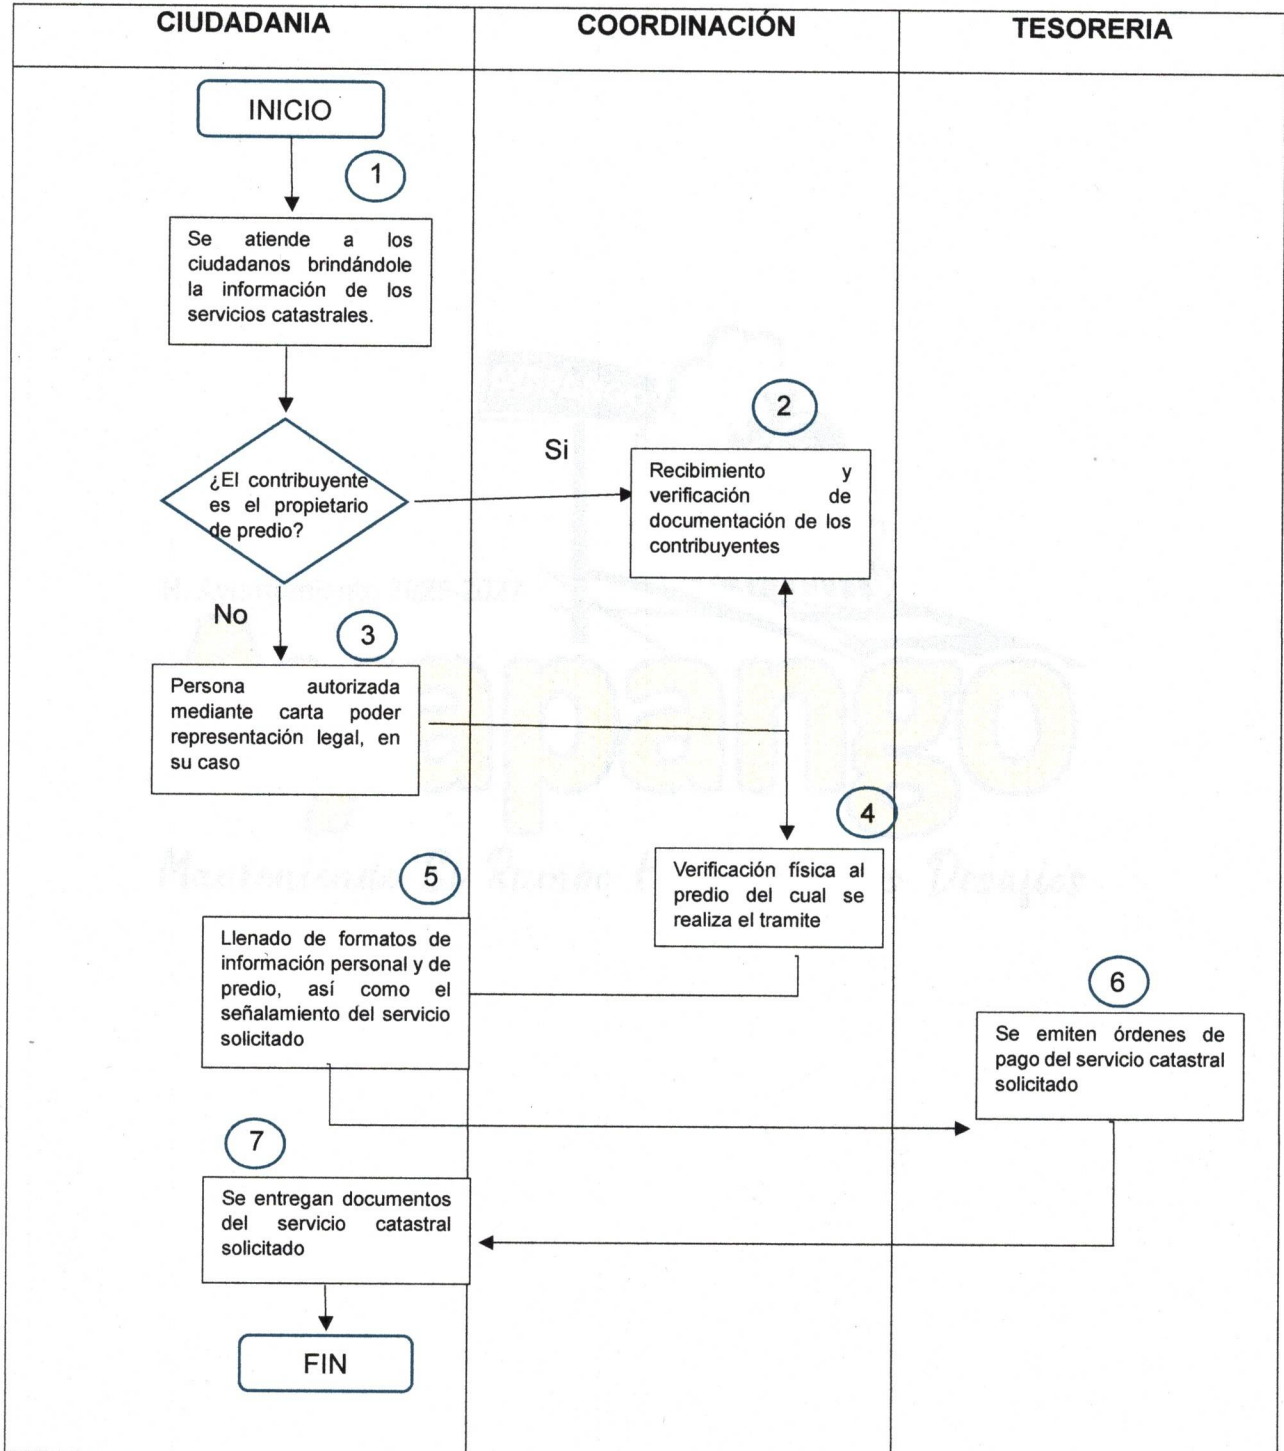 CIUDADANIA
COORDINACIÓN
TESORERIA
INICIO
1
Se atiende a los
ciudadanos brindándole
la información de los
servicios catastrales.
¿El contribuyente
es el propietario
de predio?
Si
2
Recibimiento y
verificación de
documentación de los
contribuyentes
No
3
Persona autorizada
mediante carta poder
representación legal, en
su caso
4
Verificación física al
predio del cual se
realiza el tramite
5
Llenado de formatos de
información personal y de
predio, así como el
señalamiento del servicio
solicitado
6
Se emiten órdenes de
pago del servicio catastral
solicitado
7
Se entregan documentos
del servicio catastral
solicitado
FIN
apango
Desafíos